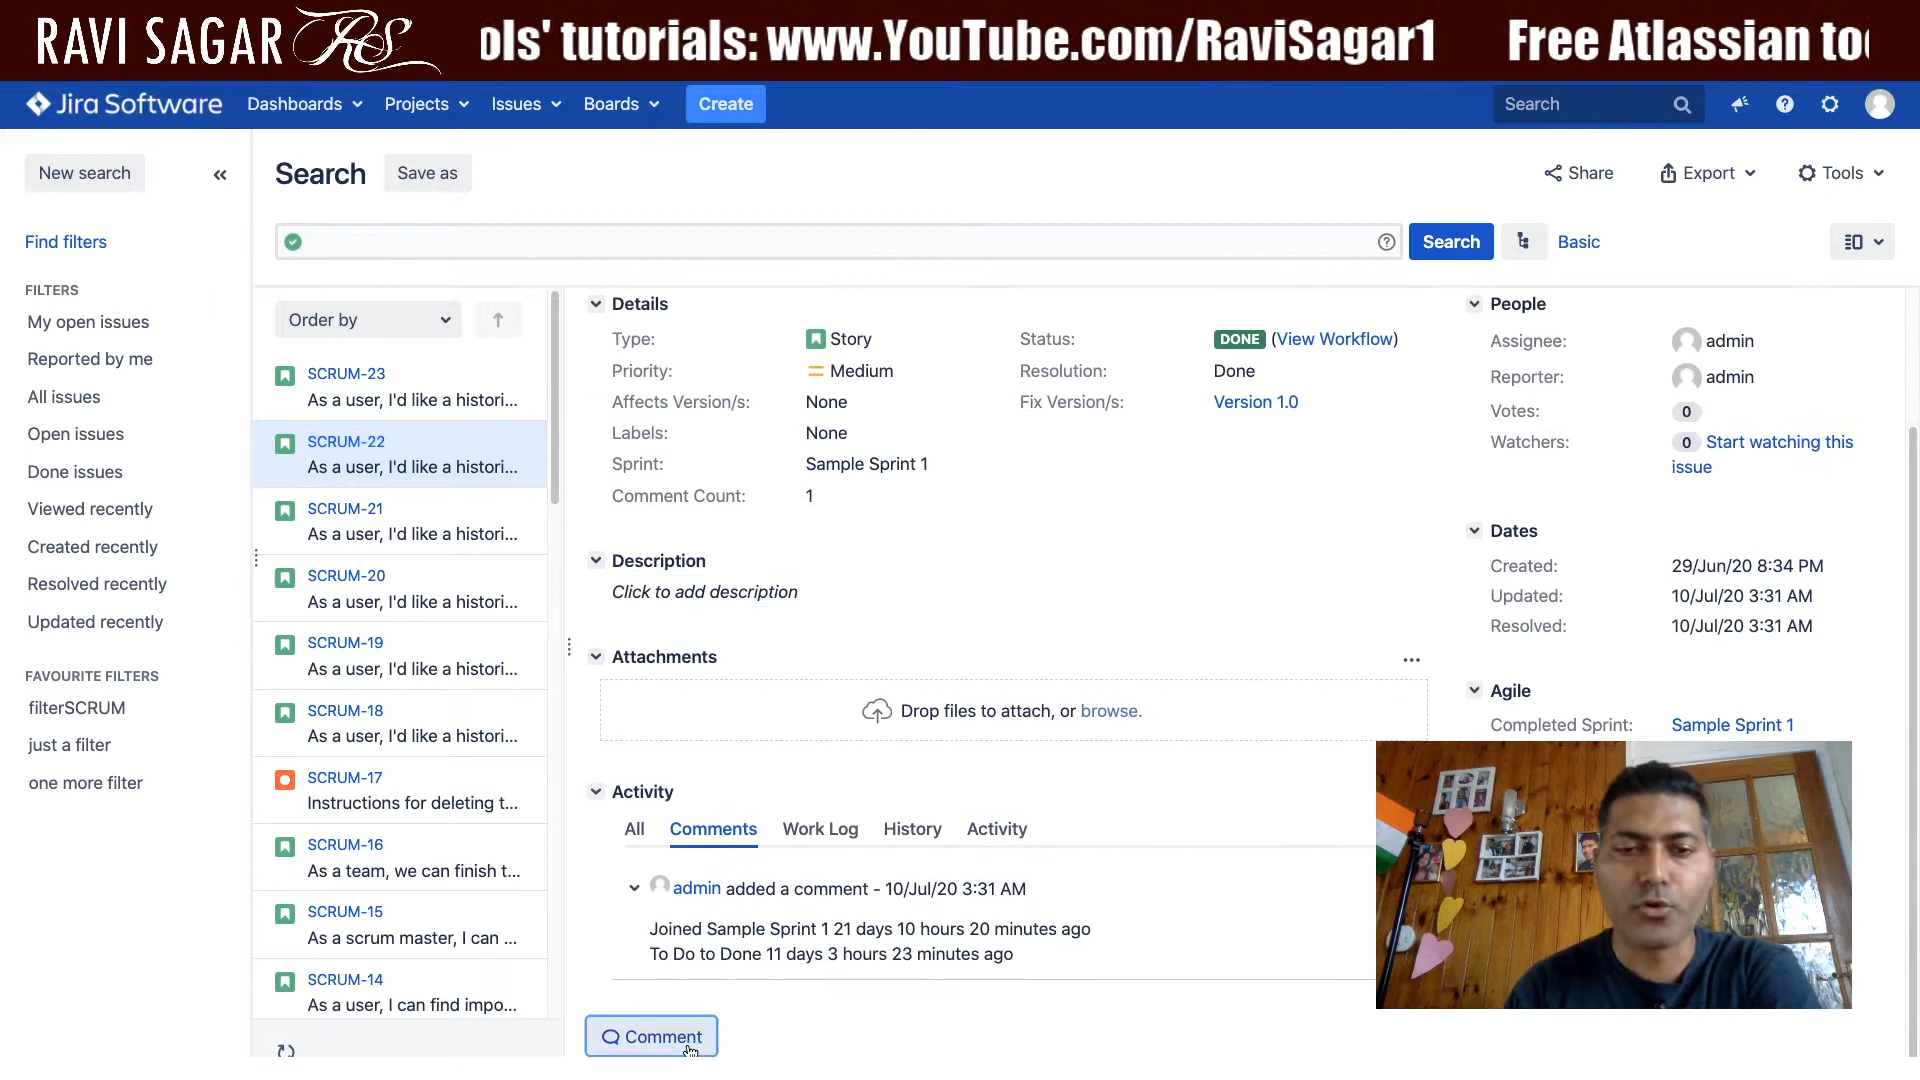 RAVI SAGAR RS ols' tutorials: www.YouTube.com/RaviSagar1 Free Atlassian too
Jira Software Dashboards Projects Issues Boards Create Search
New search
Search Save as Share Export Tools
Find filters
Search Basic
FILTERS
My open issues
Reported by me
All issues
Open issues
Done issues
Viewed recently
Created recently
Resolved recently
Updated recently
FAVOURITE FILTERS
filterSCRUM
just a filter
one more filter
Order by
SCRUM-23
As a user, I'd like a histori...
SCRUM-22
As a user, I'd like a histori...
SCRUM-21
As a user, I'd like a histori...
SCRUM-20
As a user, I'd like a histori...
SCRUM-19
As a user, I'd like a histori...
SCRUM-18
As a user, I'd like a histori...
SCRUM-17
Instructions for deleting t...
SCRUM-16
As a team, we can finish t...
SCRUM-15
As a scrum master, I can ...
SCRUM-14
As a user, I can find impo...
Details
Type: Story Status: DONE (View Workflow)
Priority: Medium Resolution: Done
Affects Version/s: None Fix Version/s: Version 1.0
Labels: None
Sprint: Sample Sprint 1
Comment Count: 1
Description
Click to add description
Attachments
Drop files to attach, or browse.
Activity
All Comments Work Log History Activity
admin added a comment - 10/Jul/20 3:31 AM
Joined Sample Sprint 1 21 days 10 hours 20 minutes ago
To Do to Done 11 days 3 hours 23 minutes ago
Comment
People
Assignee: admin
Reporter: admin
Votes: 0
Watchers: 0 Start watching this
issue
Dates
Created: 29/Jun/20 8:34 PM
Updated: 10/Jul/20 3:31 AM
Resolved: 10/Jul/20 3:31 AM
Agile
Completed Sprint: Sample Sprint 1